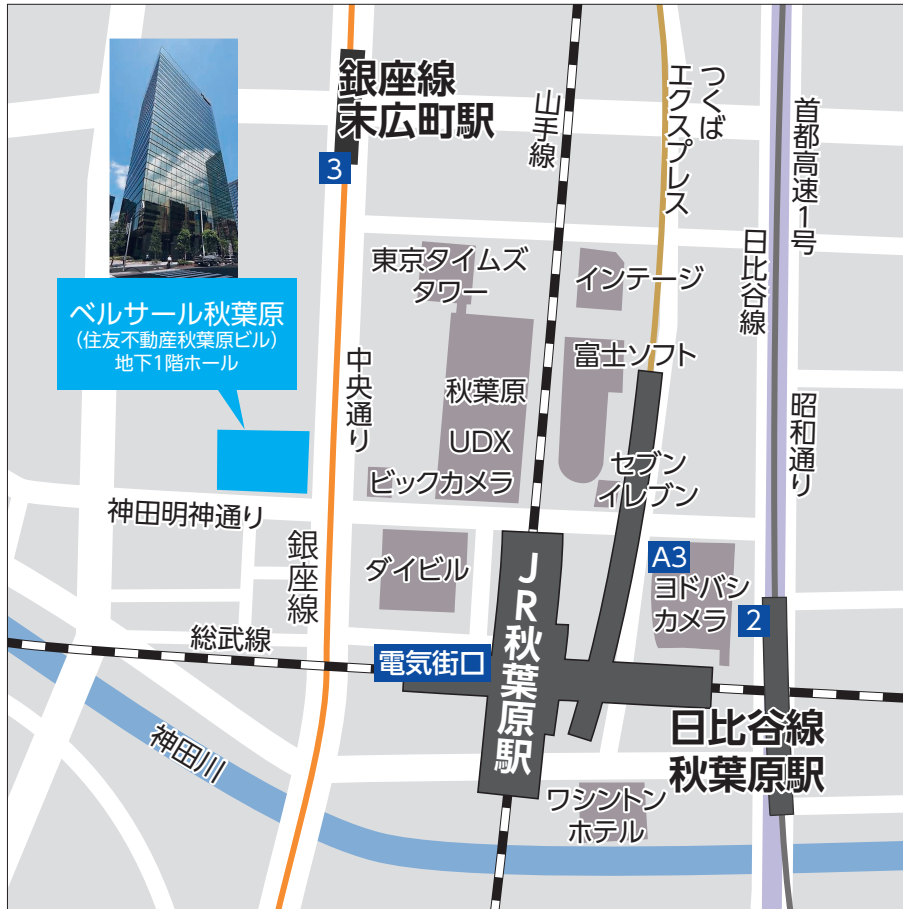 銀座線
末広町駅
3
山手線
つくば
エクスプレス
首都高速1号
日比谷線
東京タイムズ
タワー
インテージ
ベルサール秋葉原
(住友不動産秋葉原ビル)
地下1階ホール
中央通り
富士ソフト
秋葉原
UDX
昭和通り
セブン
イレブン
ビックカメラ
神田明神通り
銀座線
ダイビル
JR秋葉原駅
A3
ヨドバシ
カメラ
2
総武線
電気街口
日比谷線
秋葉原駅
神田川
ワシントン
ホテル